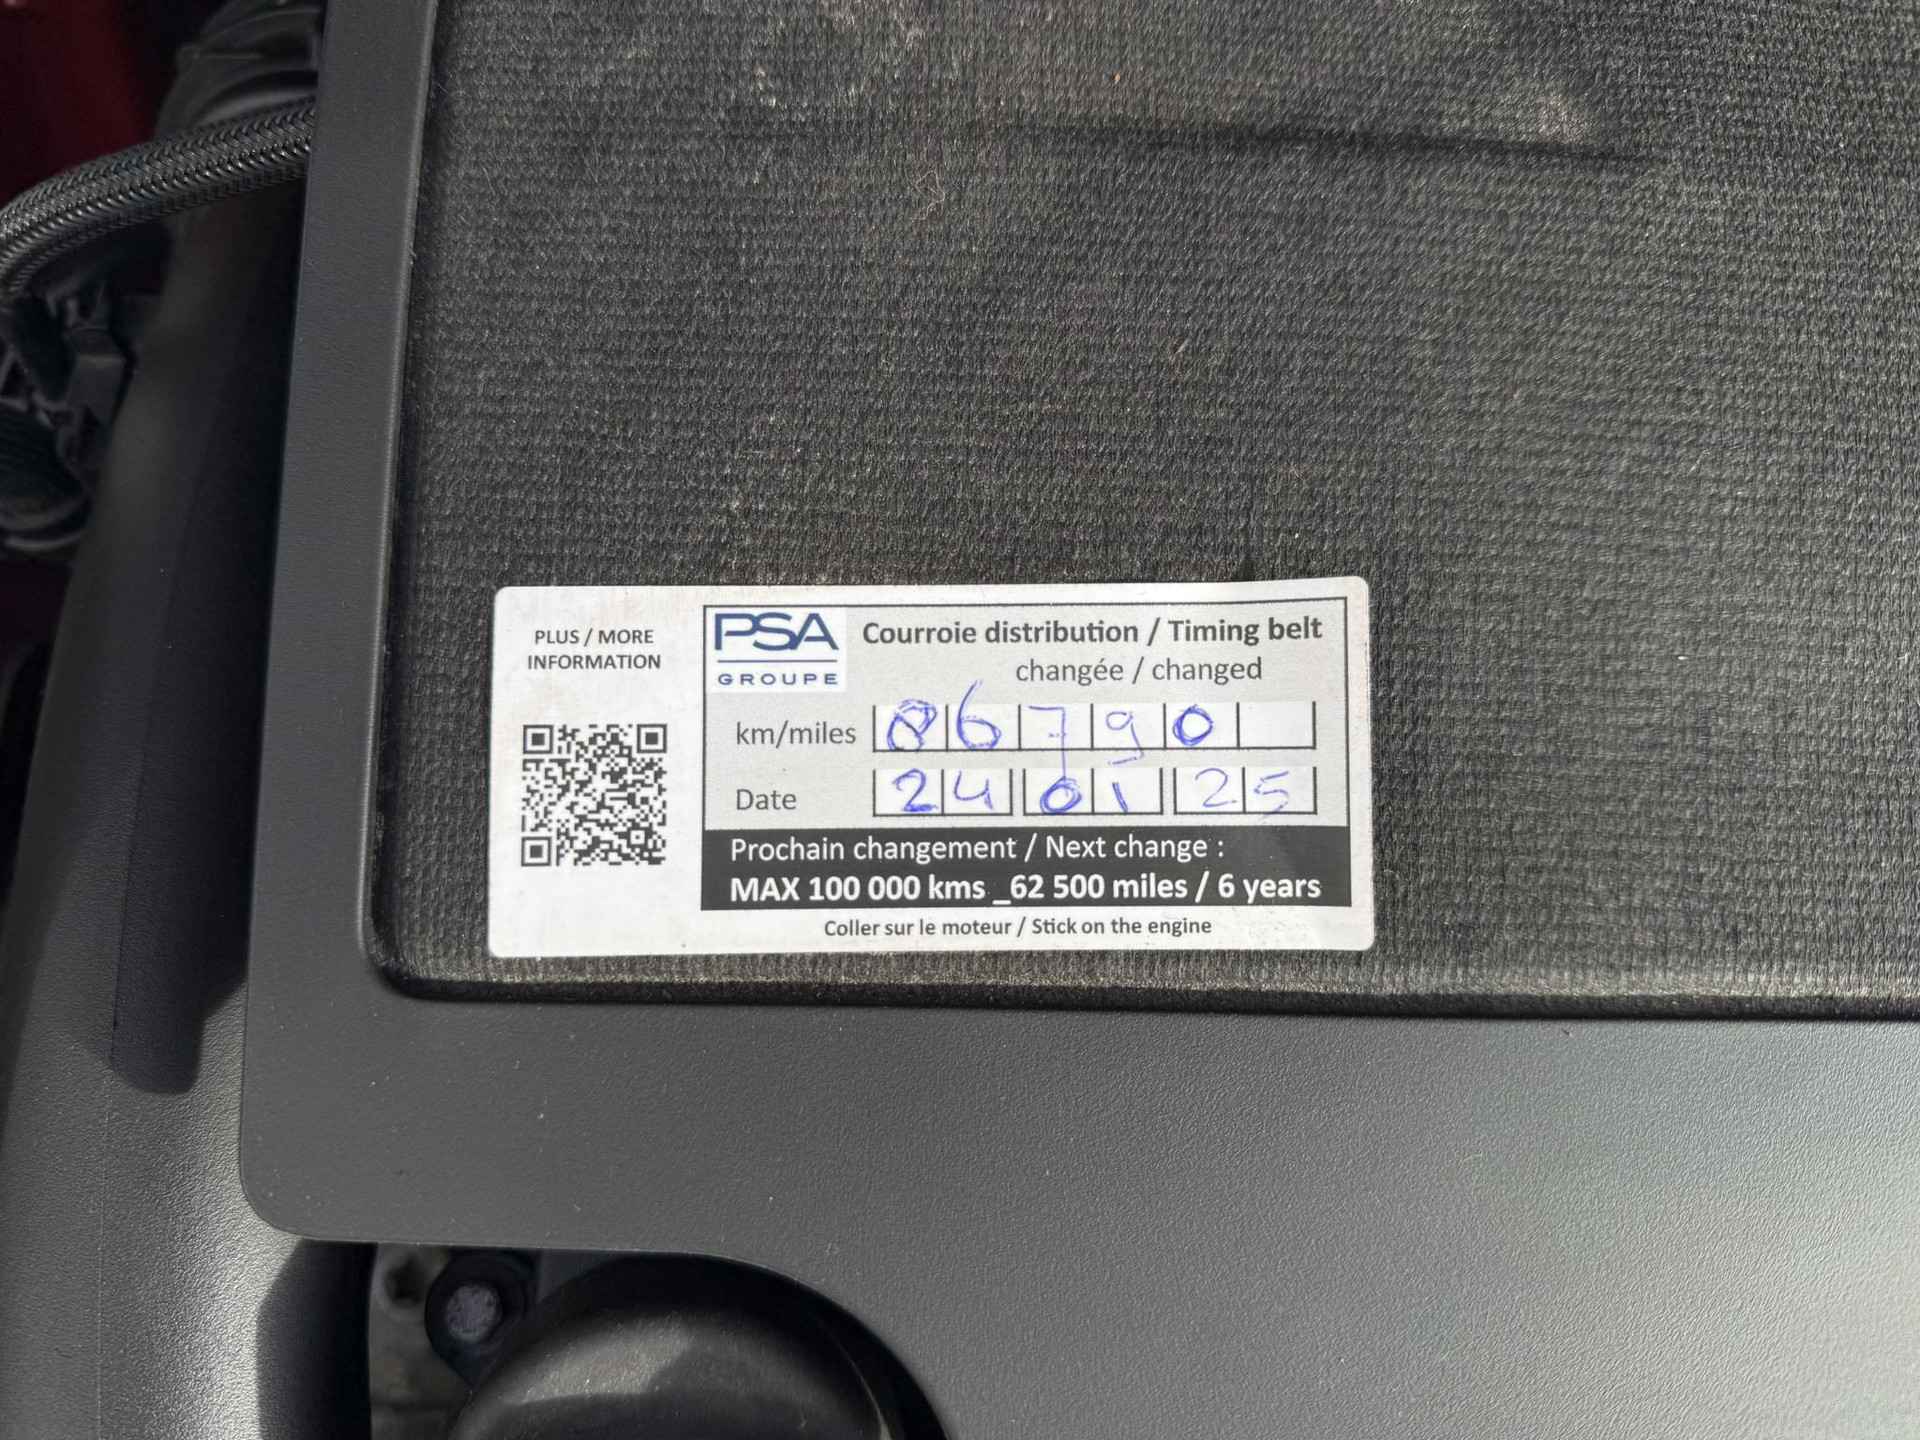 PLUS / MORE
INFORMATION
PSA
GROUPE
Courroie distribution / Timing belt
changée / changed
km/miles 86790
Date 24 01 25
Prochain changement / Next change :
MAX 100 000 kms _62 500 miles / 6 years
Coller sur le moteur / Stick on the engine